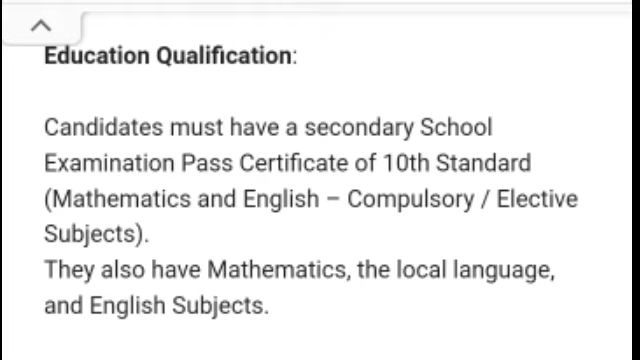 Education Qualification:
Candidates must have a secondary School
Examination Pass Certificate of 10th Standard
(Mathematics and English – Compulsory / Elective
Subjects).
They also have Mathematics, the local language,
and English Subjects.